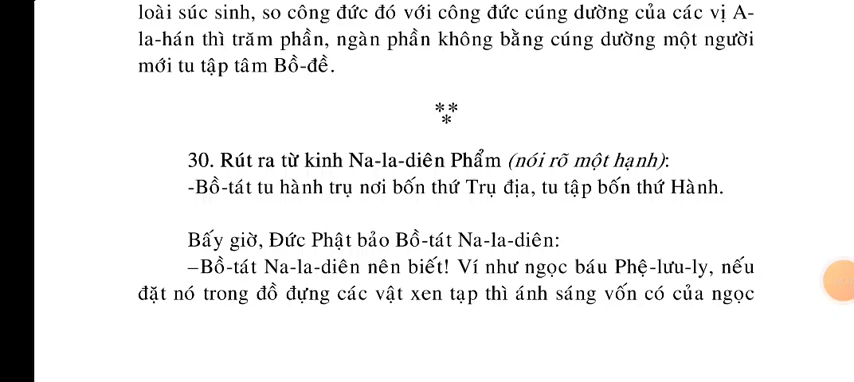 loài súc sinh, so công đức đó với công đức cúng dường của các vị A-
la-hán thì trăm phần, ngàn phần không bằng cúng dường một người
mới tu tập tâm Bồ-đề.
**
*
30. Rút ra từ kinh Na-la-diên Phẩm (nói rõ một hạnh):
-Bồ-tát tu hành trụ nơi bốn thứ Trụ địa, tu tập bốn thứ Hành.
Bấy giờ, Đức Phật bảo Bồ-tát Na-la-diên:
–Bồ-tát Na-la-diên nên biết! Ví như ngọc báu Phệ-lưu-ly, nếu
đặt nó trong đồ đựng các vật xen tạp thì ánh sáng vốn có của ngọc